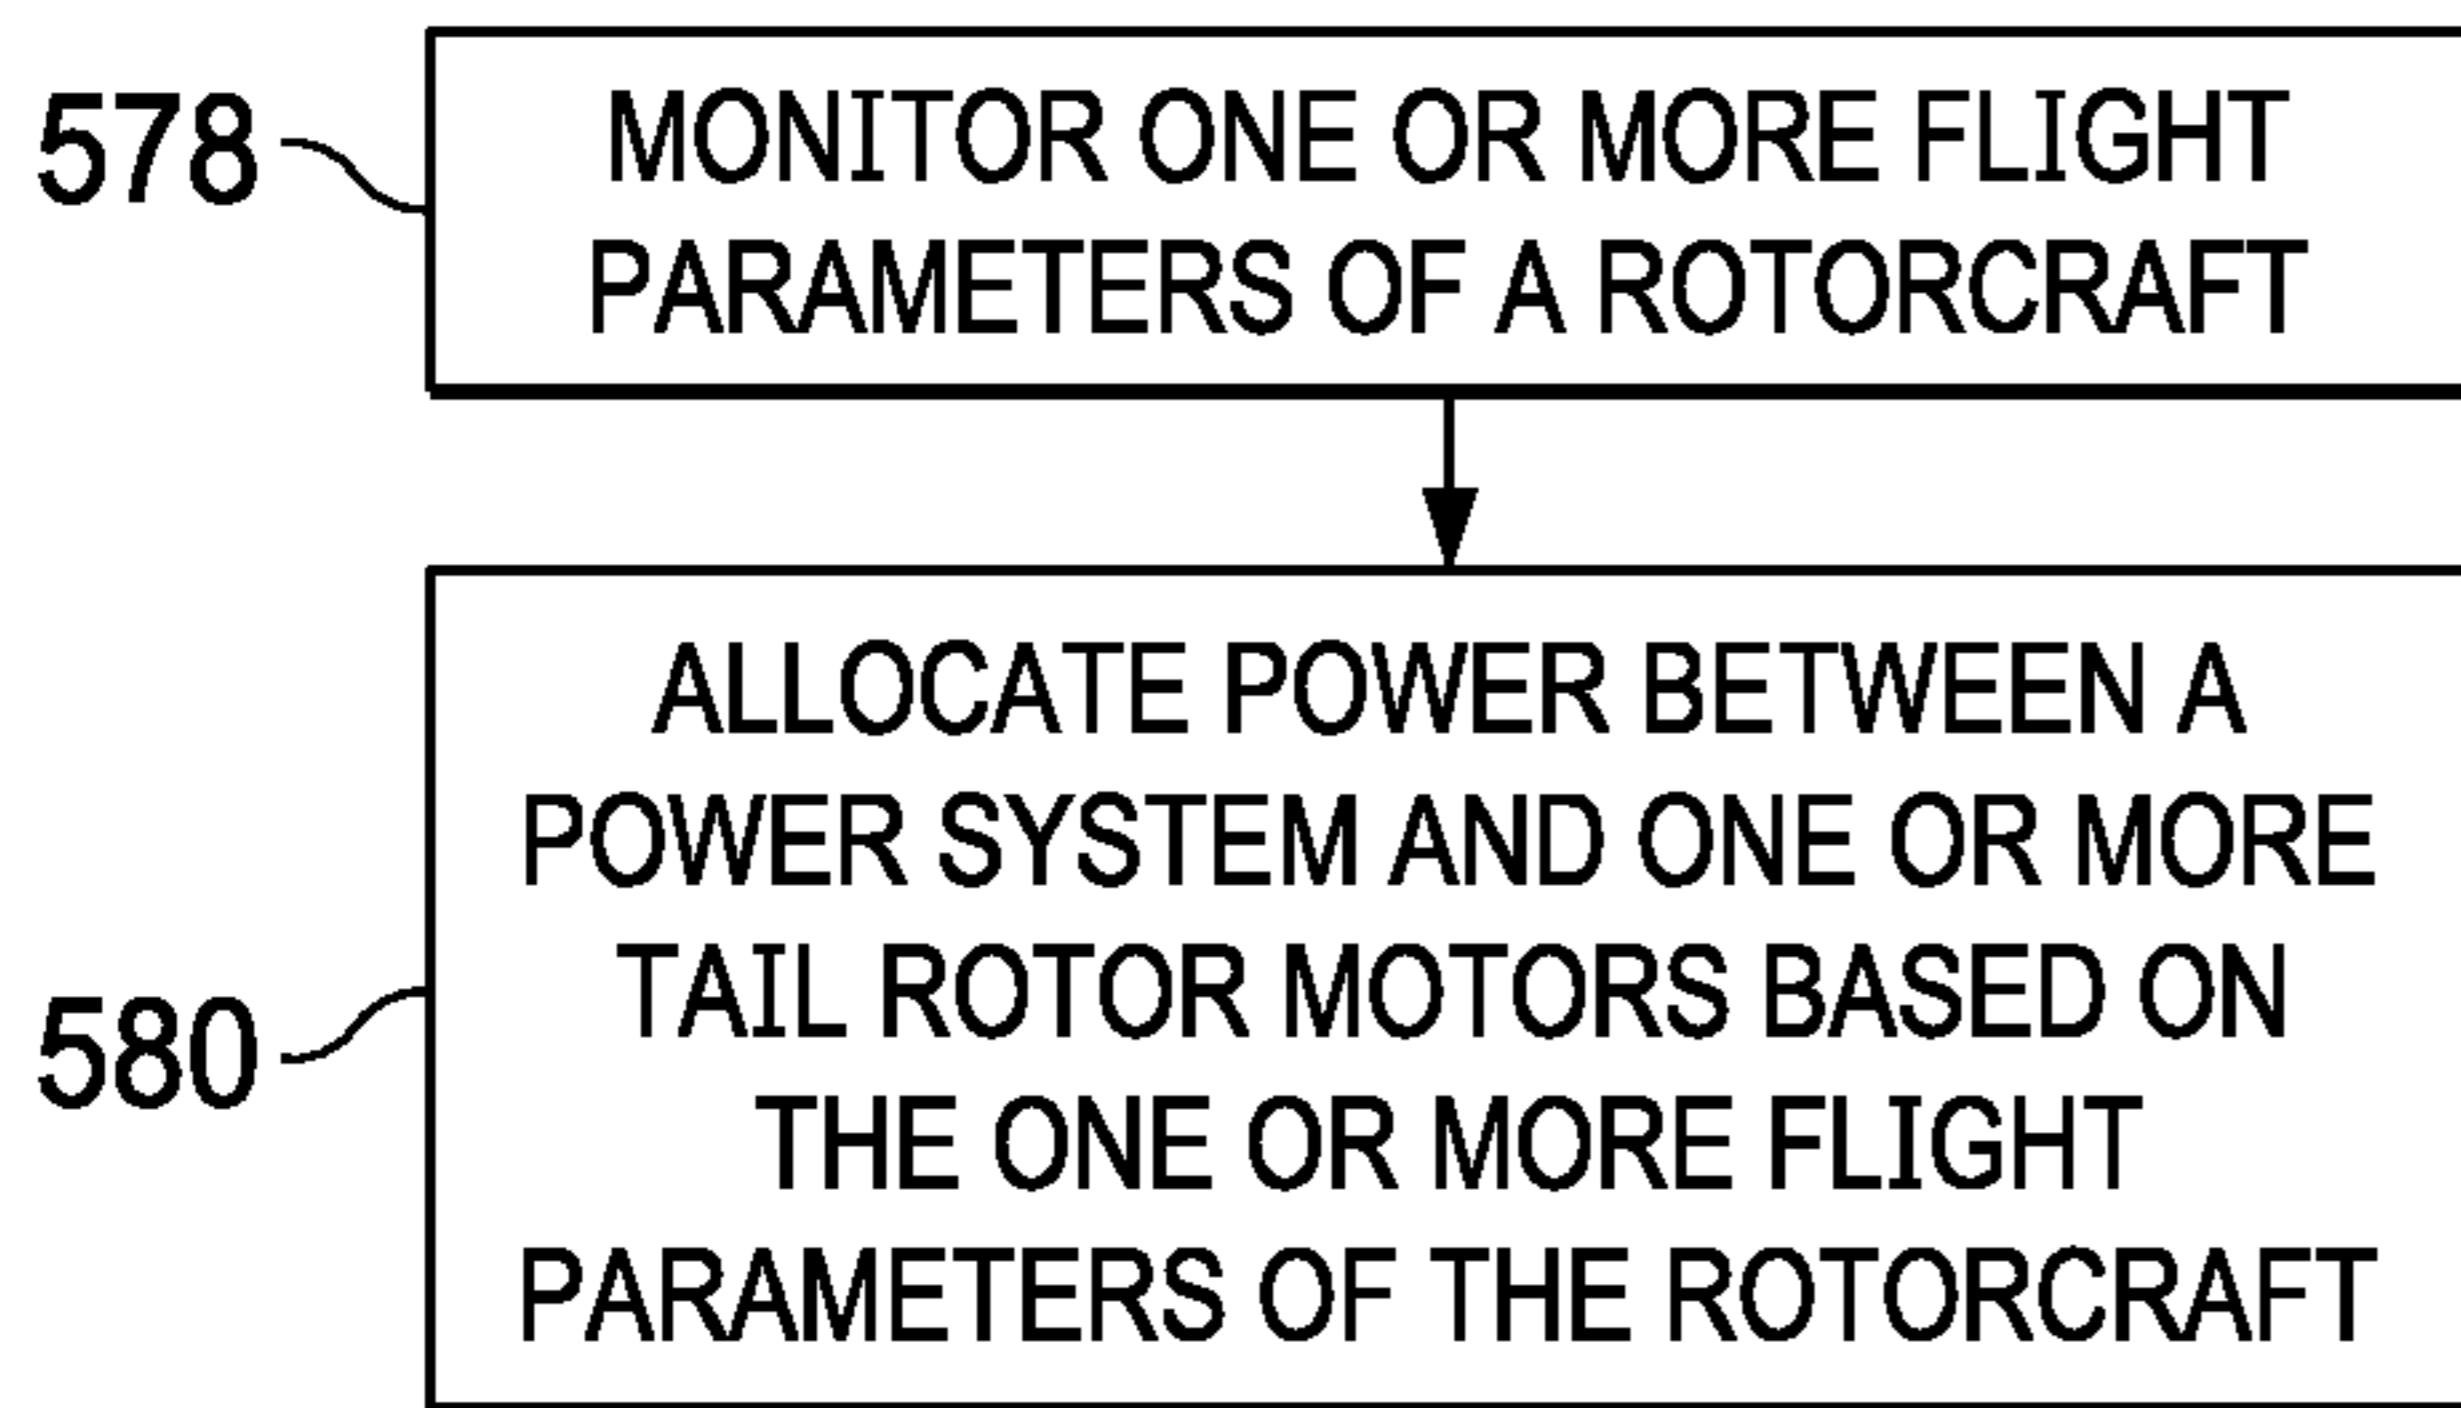 578
MONITOR ONE OR MORE FLIGHT
PARAMETERS OF A ROTORCRAFT
ALLOCATE POWER BETWEEN A
POWER SYSTEM AND ONE OR MORE
TAIL ROTOR MOTORS BASED ON
580
THE ONE OR MORE FLIGHT
PARAMETERS OF THE ROTORCRAFT